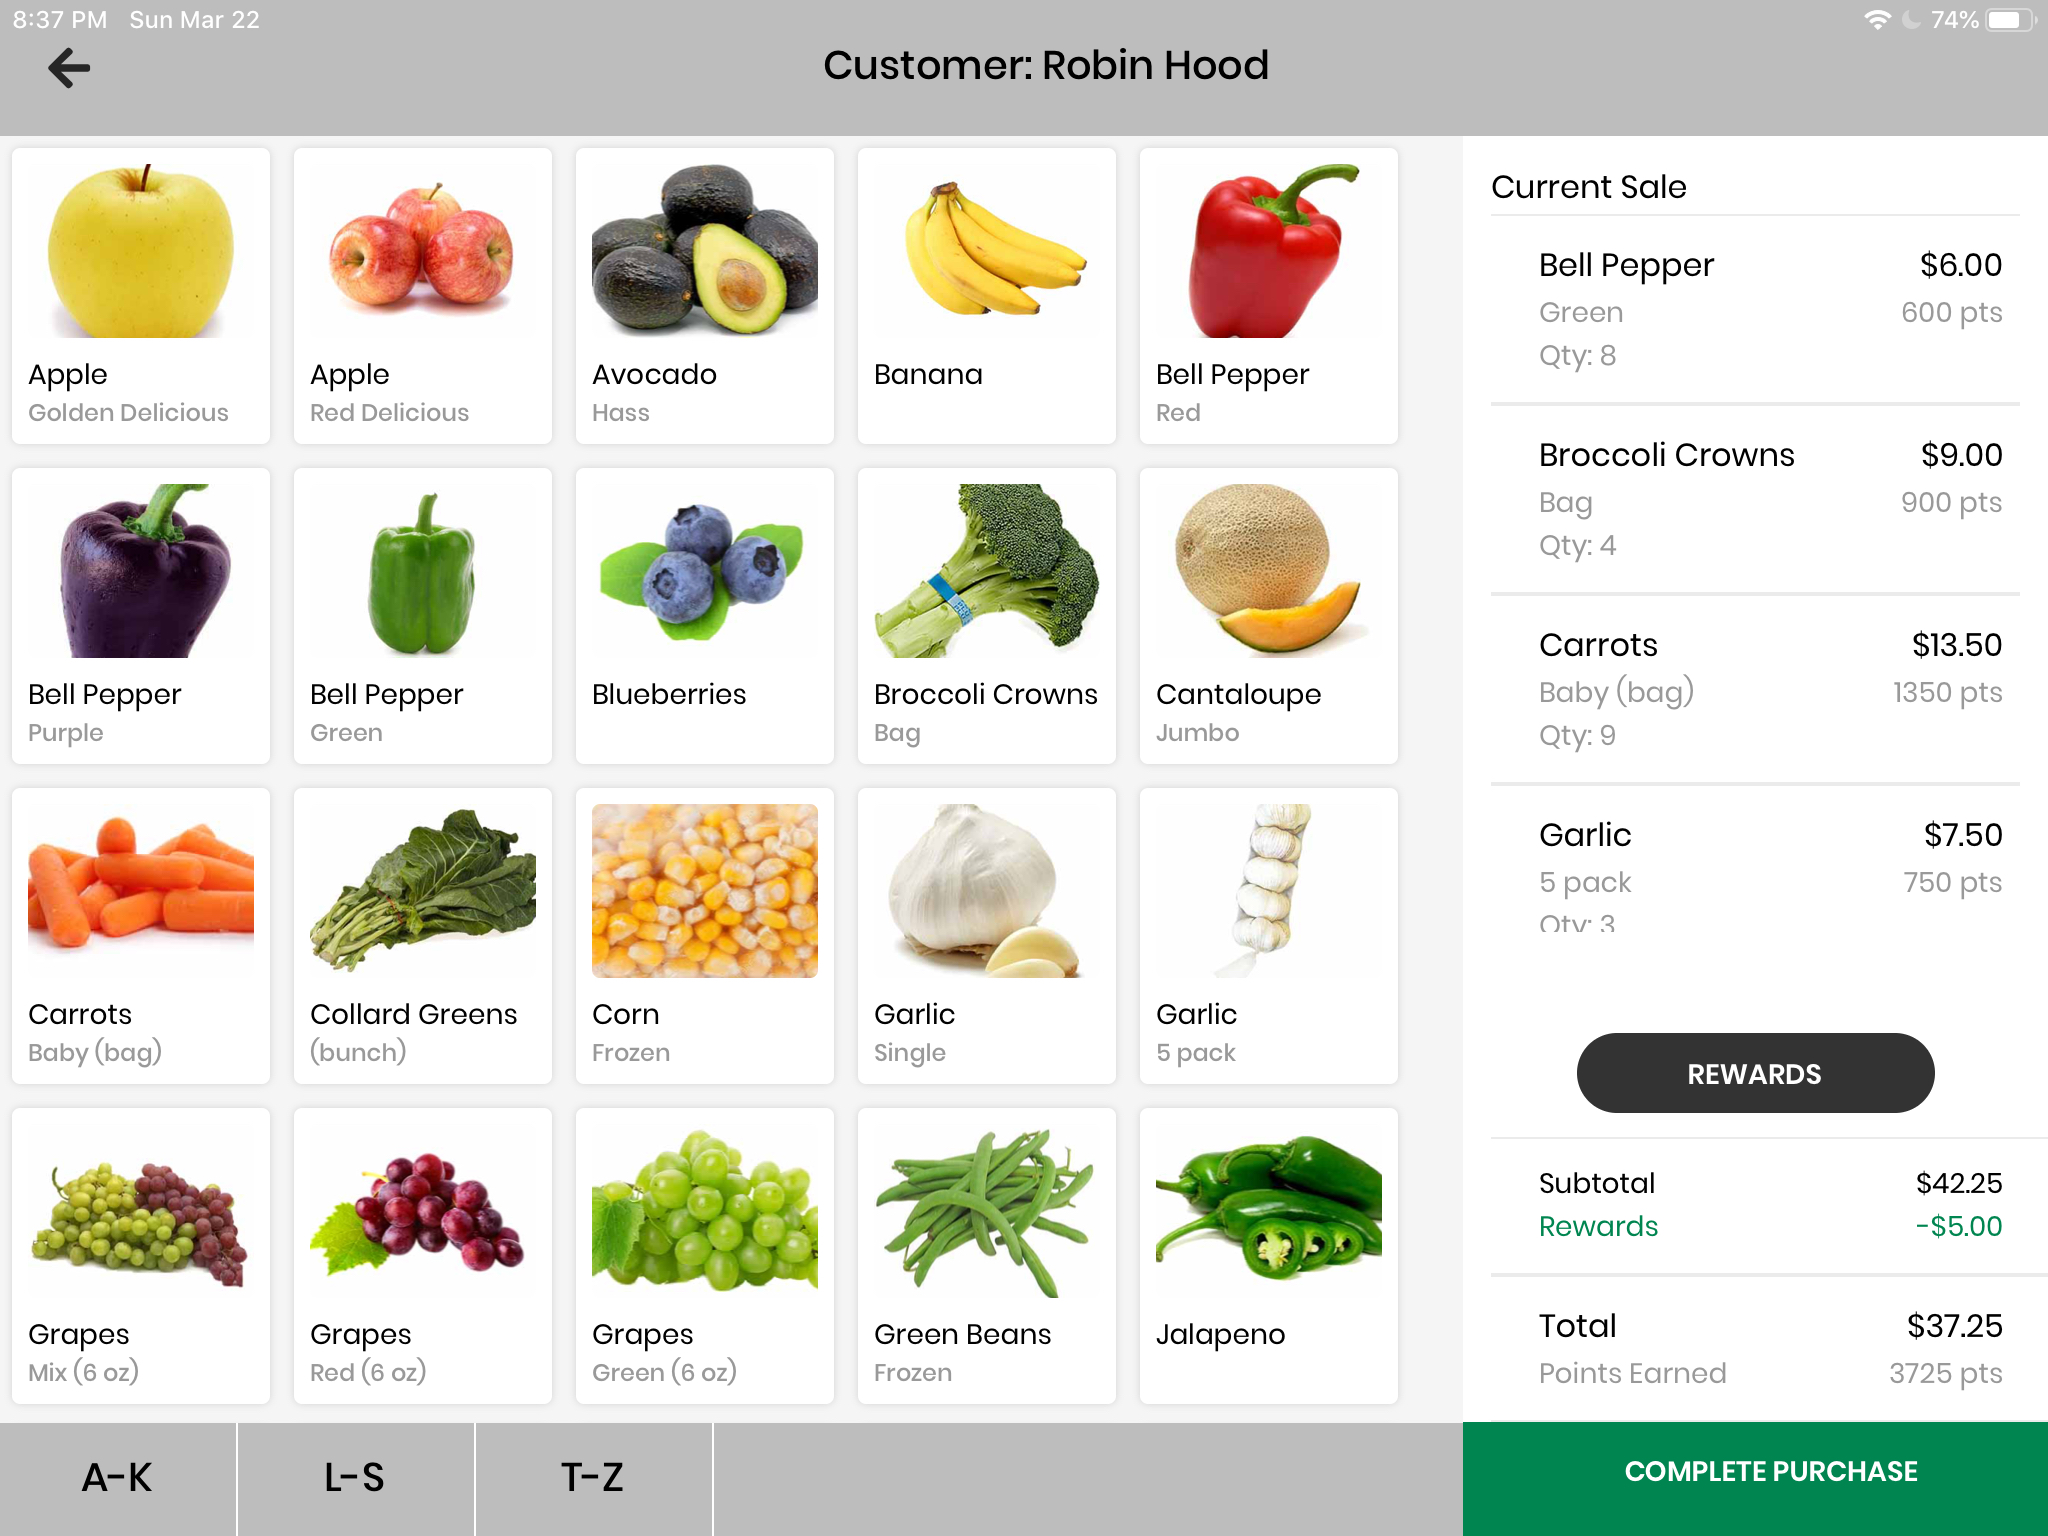 8:37 PM Sun Mar 22
74%
Customer: Robin Hood
Apple
Golden Delicious
Apple
Red Delicious
Avocado
Hass
Banana
Bell Pepper
Red
Bell Pepper
Purple
Bell Pepper
Green
Blueberries
Broccoli Crowns
Bag
Cantaloupe
Jumbo
Carrots
Baby (bag)
Collard Greens
(bunch)
Corn
Frozen
Garlic
Single
Garlic
5 pack
Grapes
Mix (6 oz)
Grapes
Red (6 oz)
Grapes
Green (6 oz)
Green Beans
Frozen
Jalapeno
A-K
L-S
T-Z
Current Sale
Bell Pepper $6.00
Green 600 pts
Qty: 8
Broccoli Crowns $9.00
Bag 900 pts
Qty: 4
Carrots $13.50
Baby (bag) 1350 pts
Qty: 9
Garlic $7.50
5 pack 750 pts
Qty: 3
REWARDS
Subtotal $42.25
Rewards -$5.00
Total $37.25
Points Earned 3725 pts
COMPLETE PURCHASE